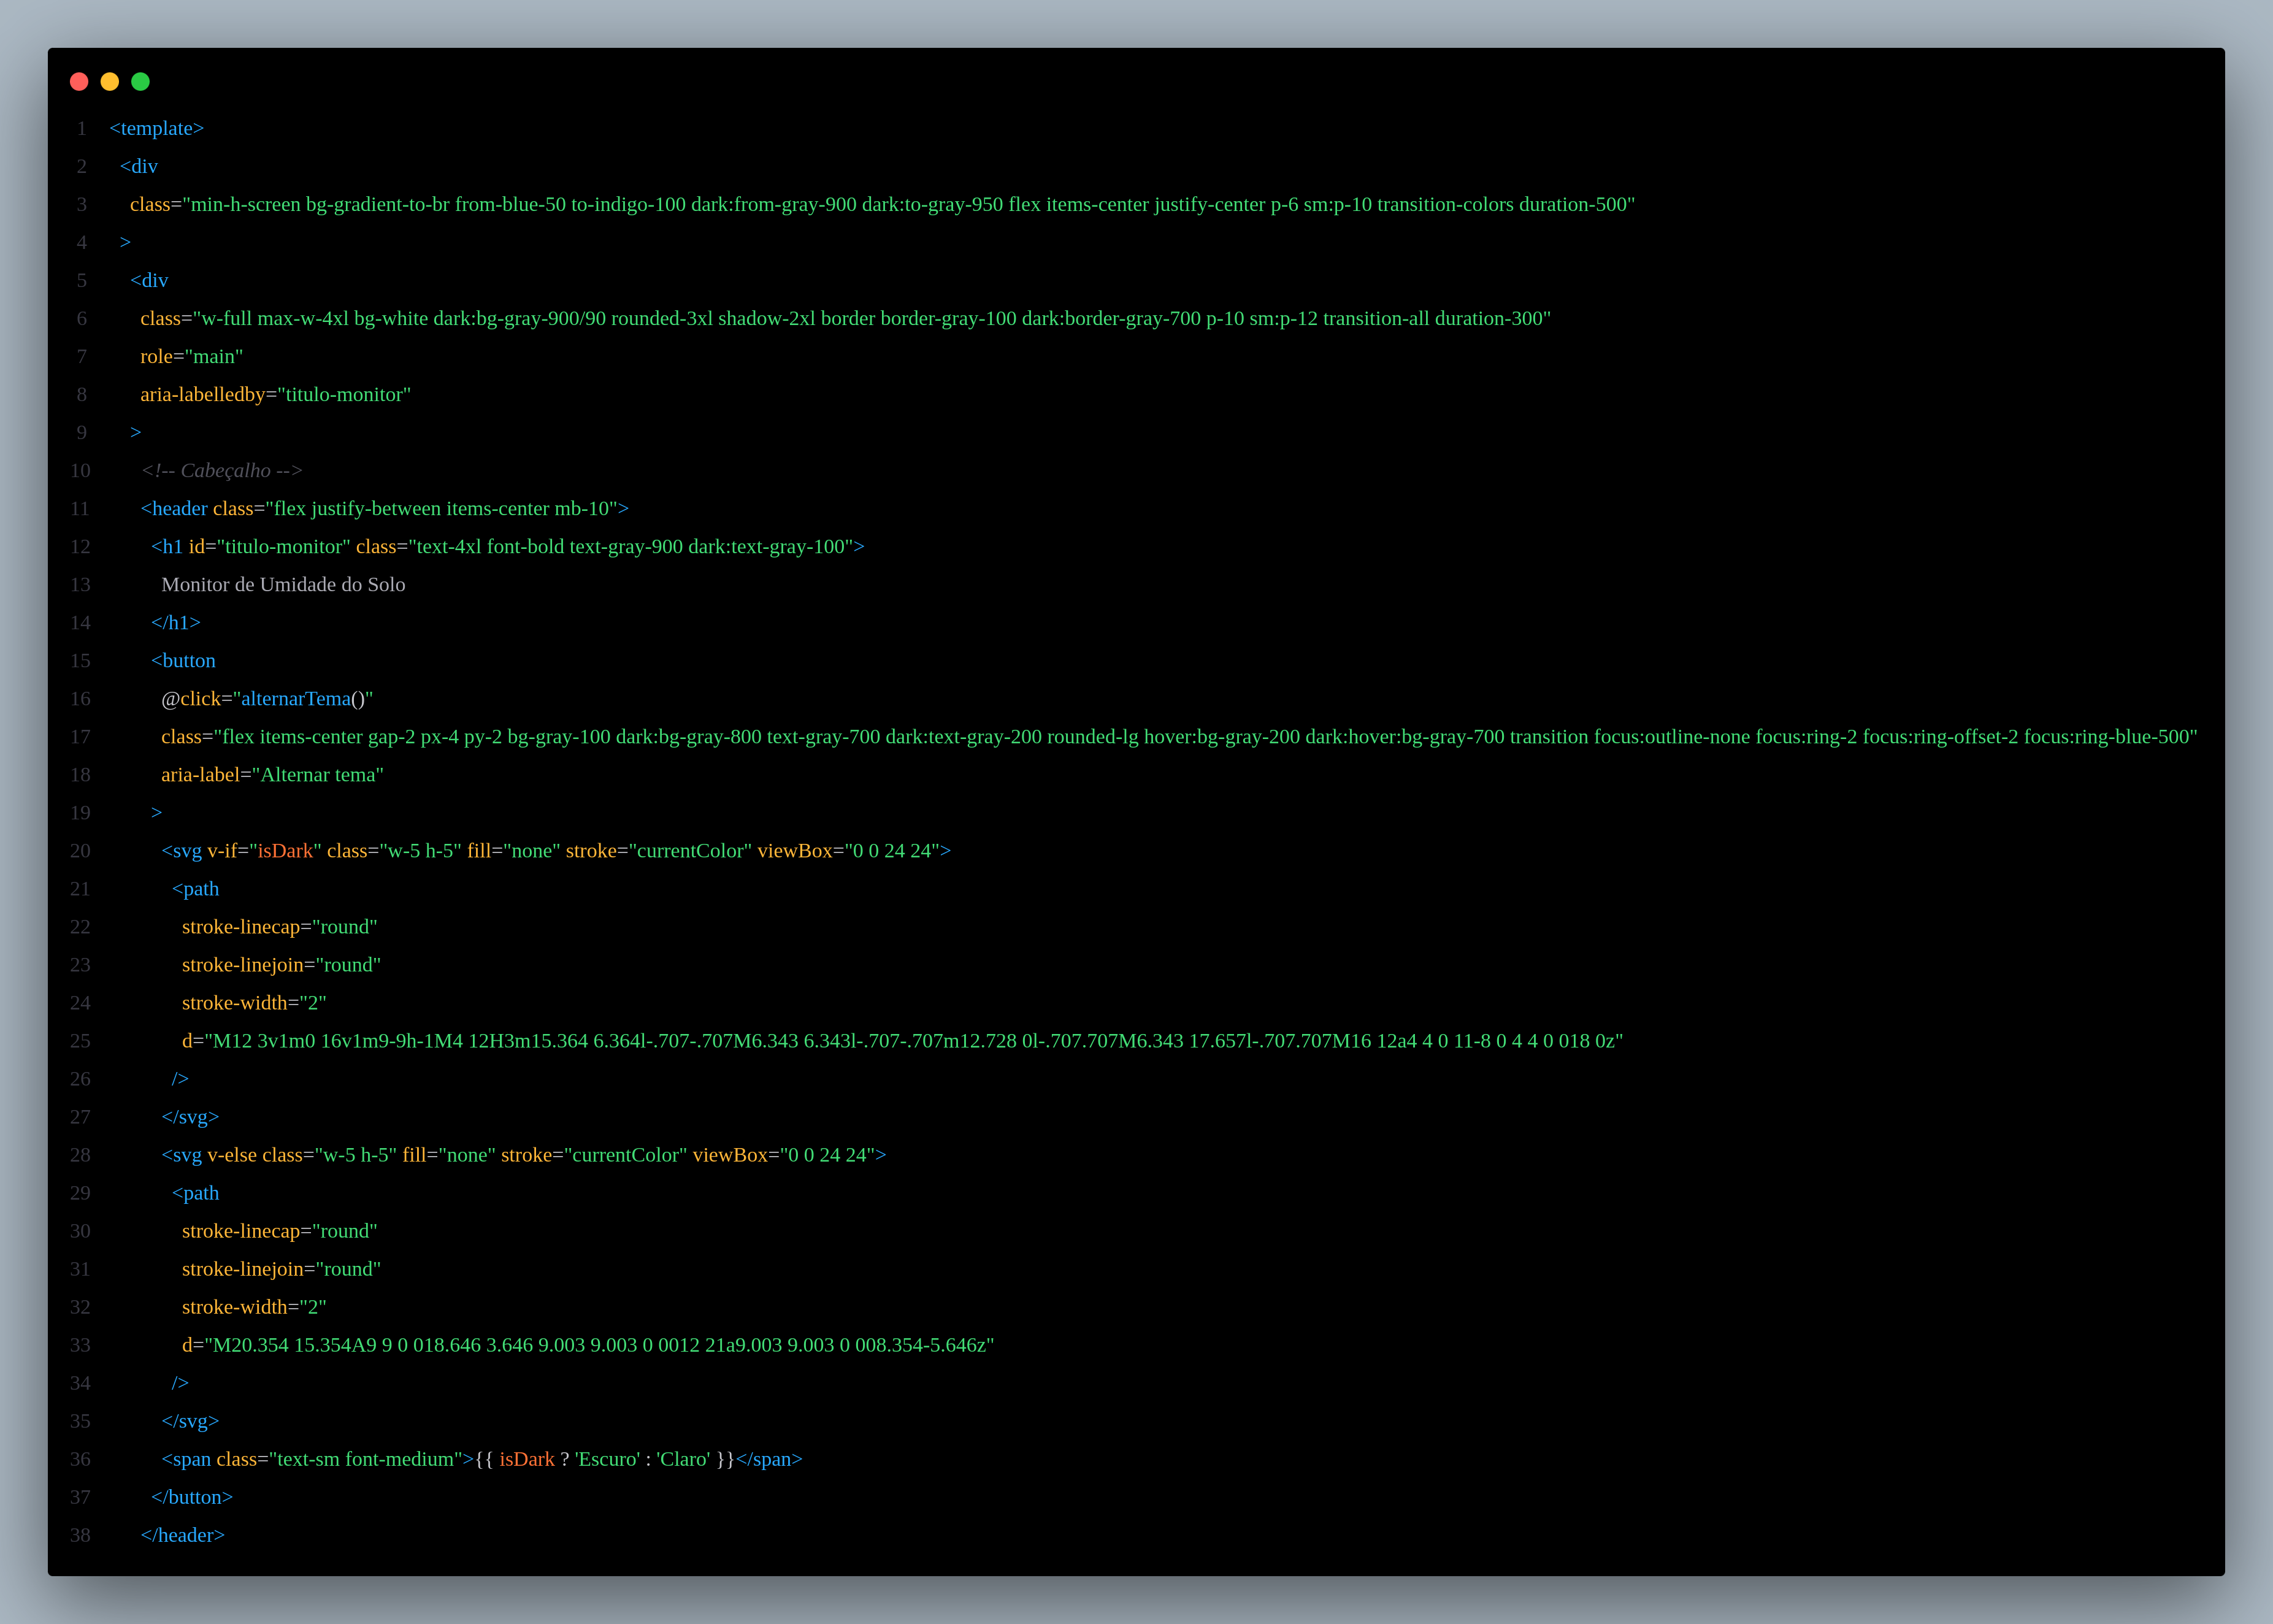 1 <template>
2 <div
3 class="min-h-screen bg-gradient-to-br from-blue-50 to-indigo-100 dark:from-gray-900 dark:to-gray-950 flex items-center justify-center p-6 sm:p-10 transition-colors duration-500"
4 >
5 <div
6 class="w-full max-w-4xl bg-white dark:bg-gray-900/90 rounded-3xl shadow-2xl border border-gray-100 dark:border-gray-700 p-10 sm:p-12 transition-all duration-300"
7 role="main"
8 aria-labelledby="titulo-monitor"
9 >
10 <!-- Cabeçalho -->
11 <header class="flex justify-between items-center mb-10">
12 <h1 id="titulo-monitor" class="text-4xl font-bold text-gray-900 dark:text-gray-100">
13 Monitor de Umidade do Solo
14 </h1>
15 <button
16 @click="alternarTema()"
17 class="flex items-center gap-2 px-4 py-2 bg-gray-100 dark:bg-gray-800 text-gray-700 dark:text-gray-200 rounded-lg hover:bg-gray-200 dark:hover:bg-gray-700 transition focus:outline-none focus:ring-2 focus:ring-offset-2 focus:ring-blue-500"
18 aria-label="Alternar tema"
19 >
20 <svg v-if="isDark" class="w-5 h-5" fill="none" stroke="currentColor" viewBox="0 0 24 24">
21 <path
22 stroke-linecap="round"
23 stroke-linejoin="round"
24 stroke-width="2"
25 d="M12 3v1m0 16v1m9-9h-1M4 12H3m15.364 6.364l-.707-.707M6.343 6.343l-.707-.707m12.728 0l-.707.707M6.343 17.657l-.707.707M16 12a4 4 0 11-8 0 4 4 0 018 0z"
26 />
27 </svg>
28 <svg v-else class="w-5 h-5" fill="none" stroke="currentColor" viewBox="0 0 24 24">
29 <path
30 stroke-linecap="round"
31 stroke-linejoin="round"
32 stroke-width="2"
33 d="M20.354 15.354A9 9 0 018.646 3.646 9.003 9.003 0 0012 21a9.003 9.003 0 008.354-5.646z"
34 />
35 </svg>
36 <span class="text-sm font-medium">{{ isDark ? 'Escuro' : 'Claro' }}</span>
37 </button>
38 </header>